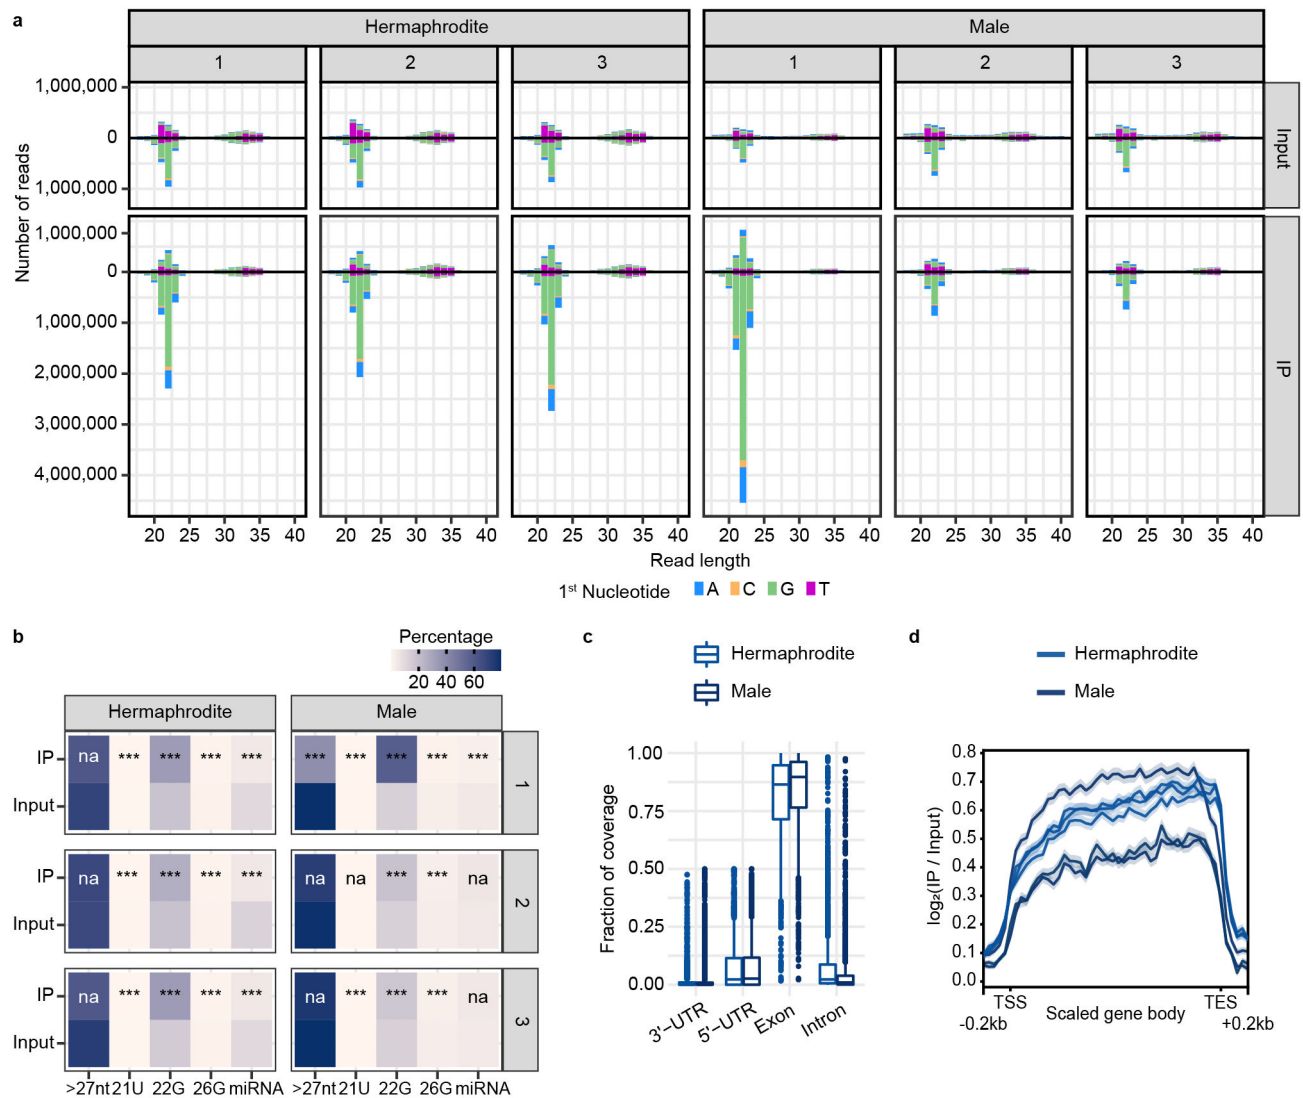 a
Hermaphrodite Male
1 2 3 1 2 3
Number of reads
1,000,000
0
1,000,000
Input
1,000,000
0
1,000,000
2,000,000
3,000,000
4,000,000
IP
20 25 30 35 40 20 25 30 35 40 20 25 30 35 40 20 25 30 35 40 20 25 30 35 40 20 25 30 35 40
Read length
1st Nucleotide A C G T
b
Percentage
20 40 60
Hermaphrodite Male
IP na *** *** *** *** *** *** *** *** ***
Input
1
IP na *** *** *** *** na na *** *** na
Input
2
IP na *** *** *** *** na *** *** *** na
Input
3
>27nt 21U 22G 26G miRNA >27nt 21U 22G 26G miRNA
c
Hermaphrodite
Male
Fraction of coverage
1.00
0.75
0.50
0.25
0.00
3'–UTR 5'–UTR Exon Intron
d
Hermaphrodite
Male
log₂(IP / Input)
0.8
0.7
0.6
0.5
0.4
0.3
0.2
0.1
0.0
TSS Scaled gene body TES
-0.2kb +0.2kb